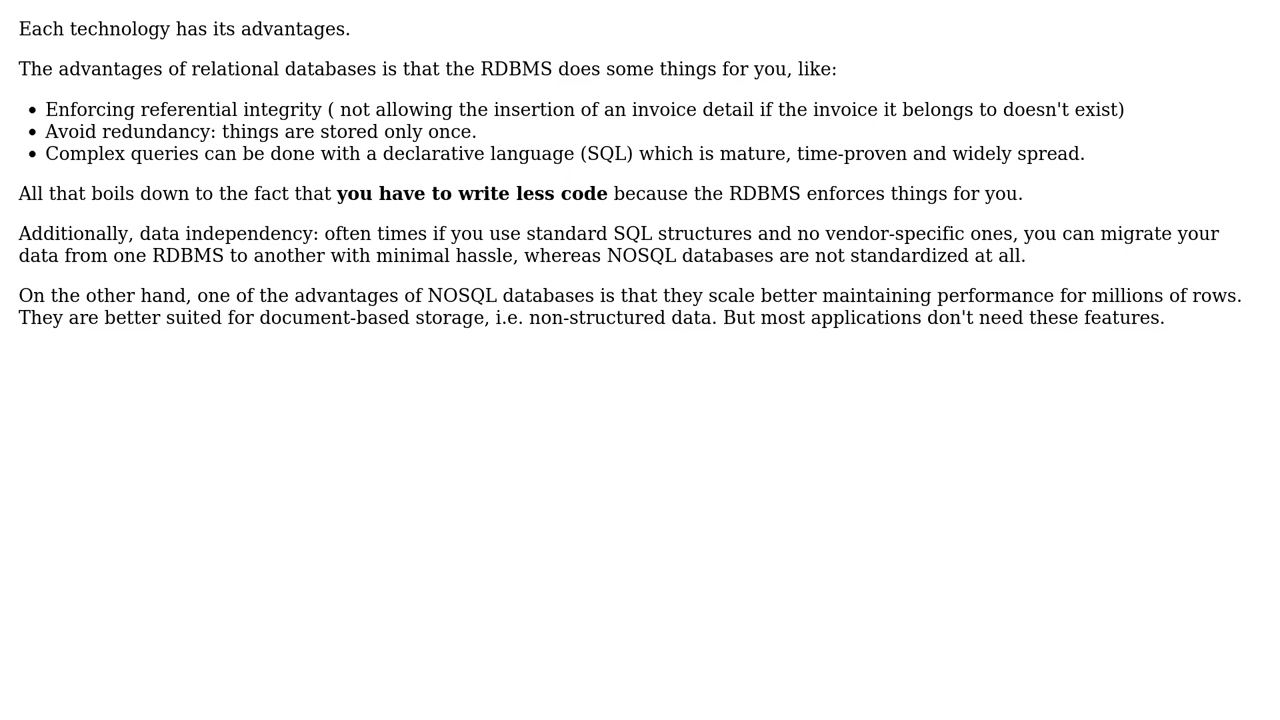 Each technology has its advantages.
The advantages of relational databases is that the RDBMS does some things for you, like:
• Enforcing referential integrity ( not allowing the insertion of an invoice detail if the invoice it belongs to doesn't exist)
• Avoid redundancy: things are stored only once.
• Complex queries can be done with a declarative language (SQL) which is mature, time-proven and widely spread.
All that boils down to the fact that you have to write less code because the RDBMS enforces things for you.
Additionally, data independency: often times if you use standard SQL structures and no vendor-specific ones, you can migrate your
data from one RDBMS to another with minimal hassle, whereas NOSQL databases are not standardized at all.
On the other hand, one of the advantages of NOSQL databases is that they scale better maintaining performance for millions of rows.
They are better suited for document-based storage, i.e. non-structured data. But most applications don't need these features.